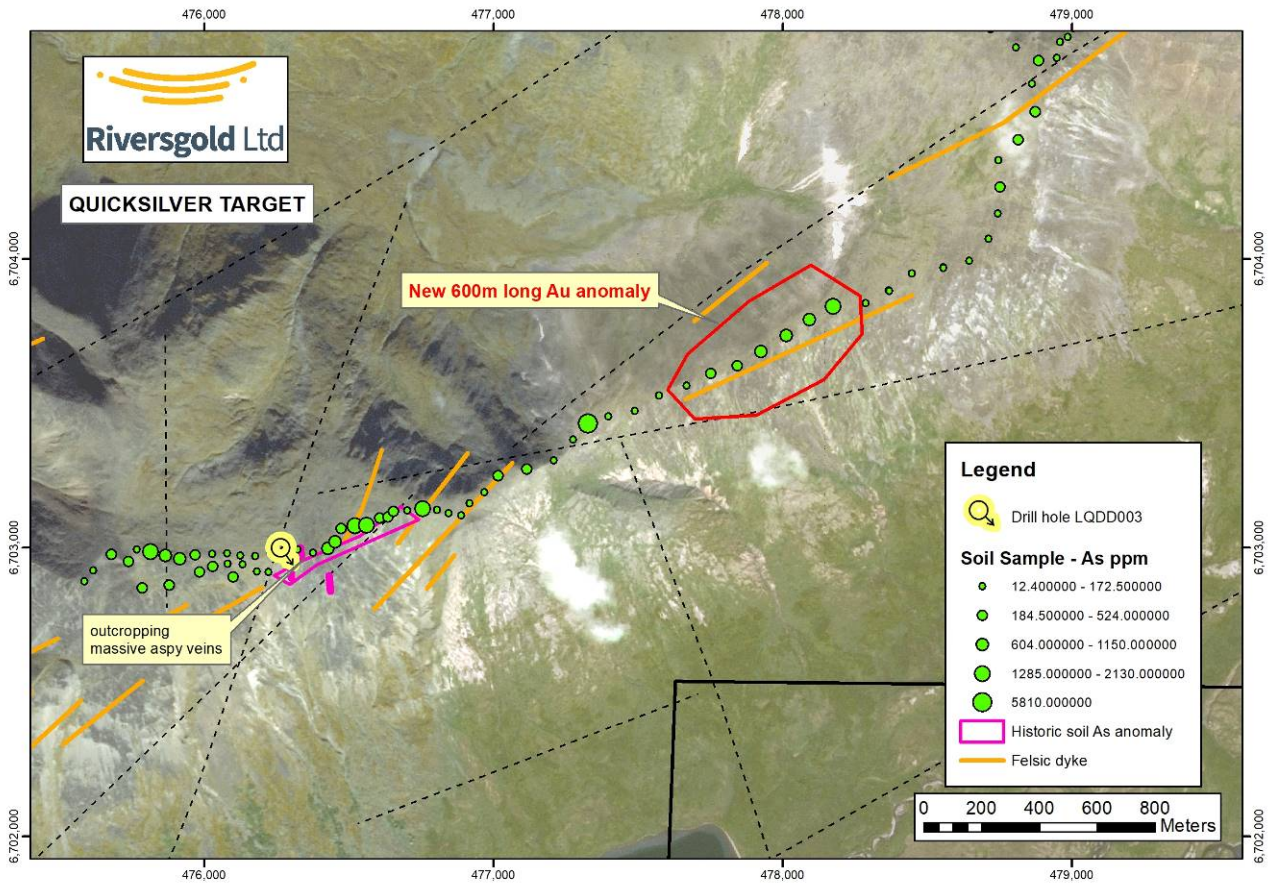 476,000
477,000
478,000
479,000
Riversgold Ltd
QUICKSILVER TARGET
6,704,000
6,704,000
New 600m long Au anomaly
6,703,000
6,703,000
outcropping
massive aspy veins
Legend
Drill hole LQDD003
Soil Sample - As ppm
12.400000 - 172.500000
184.500000 - 524.000000
604.000000 - 1150.000000
1285.000000 - 2130.000000
5810.000000
Historic soil As anomaly
Felsic dyke
0 200 400 600 800
Meters
6,702,000
6,702,000
476,000
477,000
478,000
479,000